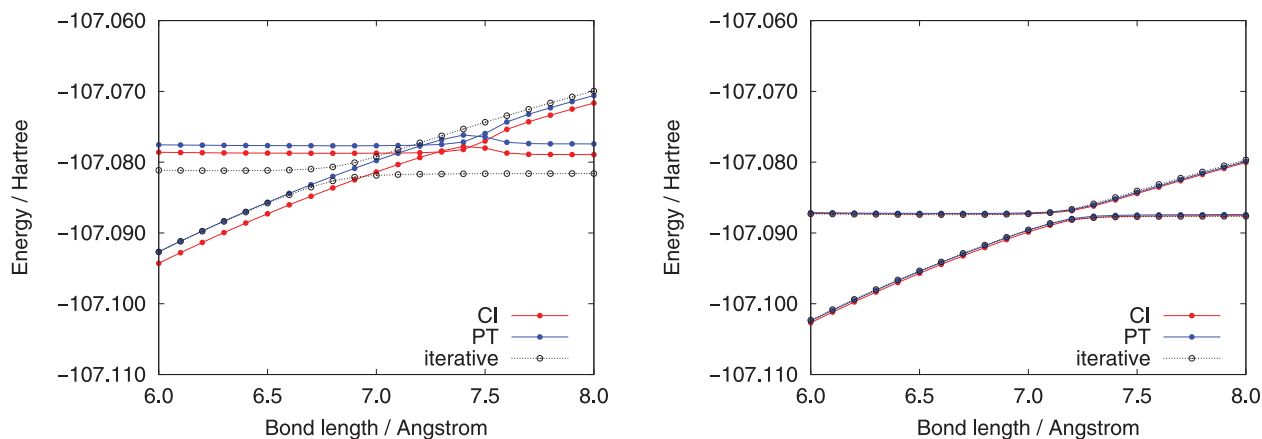 −107.060
−107.070
−107.080
−107.090
−107.100
−107.110
Energy / Hartree
6.0 6.5 7.0 7.5 8.0
Bond length / Angstrom
CI
PT
iterative
−107.060
−107.070
−107.080
−107.090
−107.100
−107.110
Energy / Hartree
6.0 6.5 7.0 7.5 8.0
Bond length / Angstrom
CI
PT
iterative